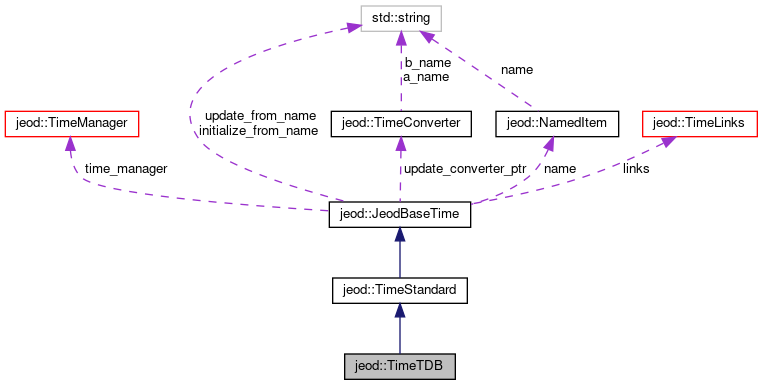 std::string
b_name
a_name
name
update_from_name
initialize_from_name
jeod::TimeManager
jeod::TimeConverter
jeod::NamedItem
jeod::TimeLinks
time_manager
update_converter_ptr
name
links
jeod::JeodBaseTime
jeod::TimeStandard
jeod::TimeTDB